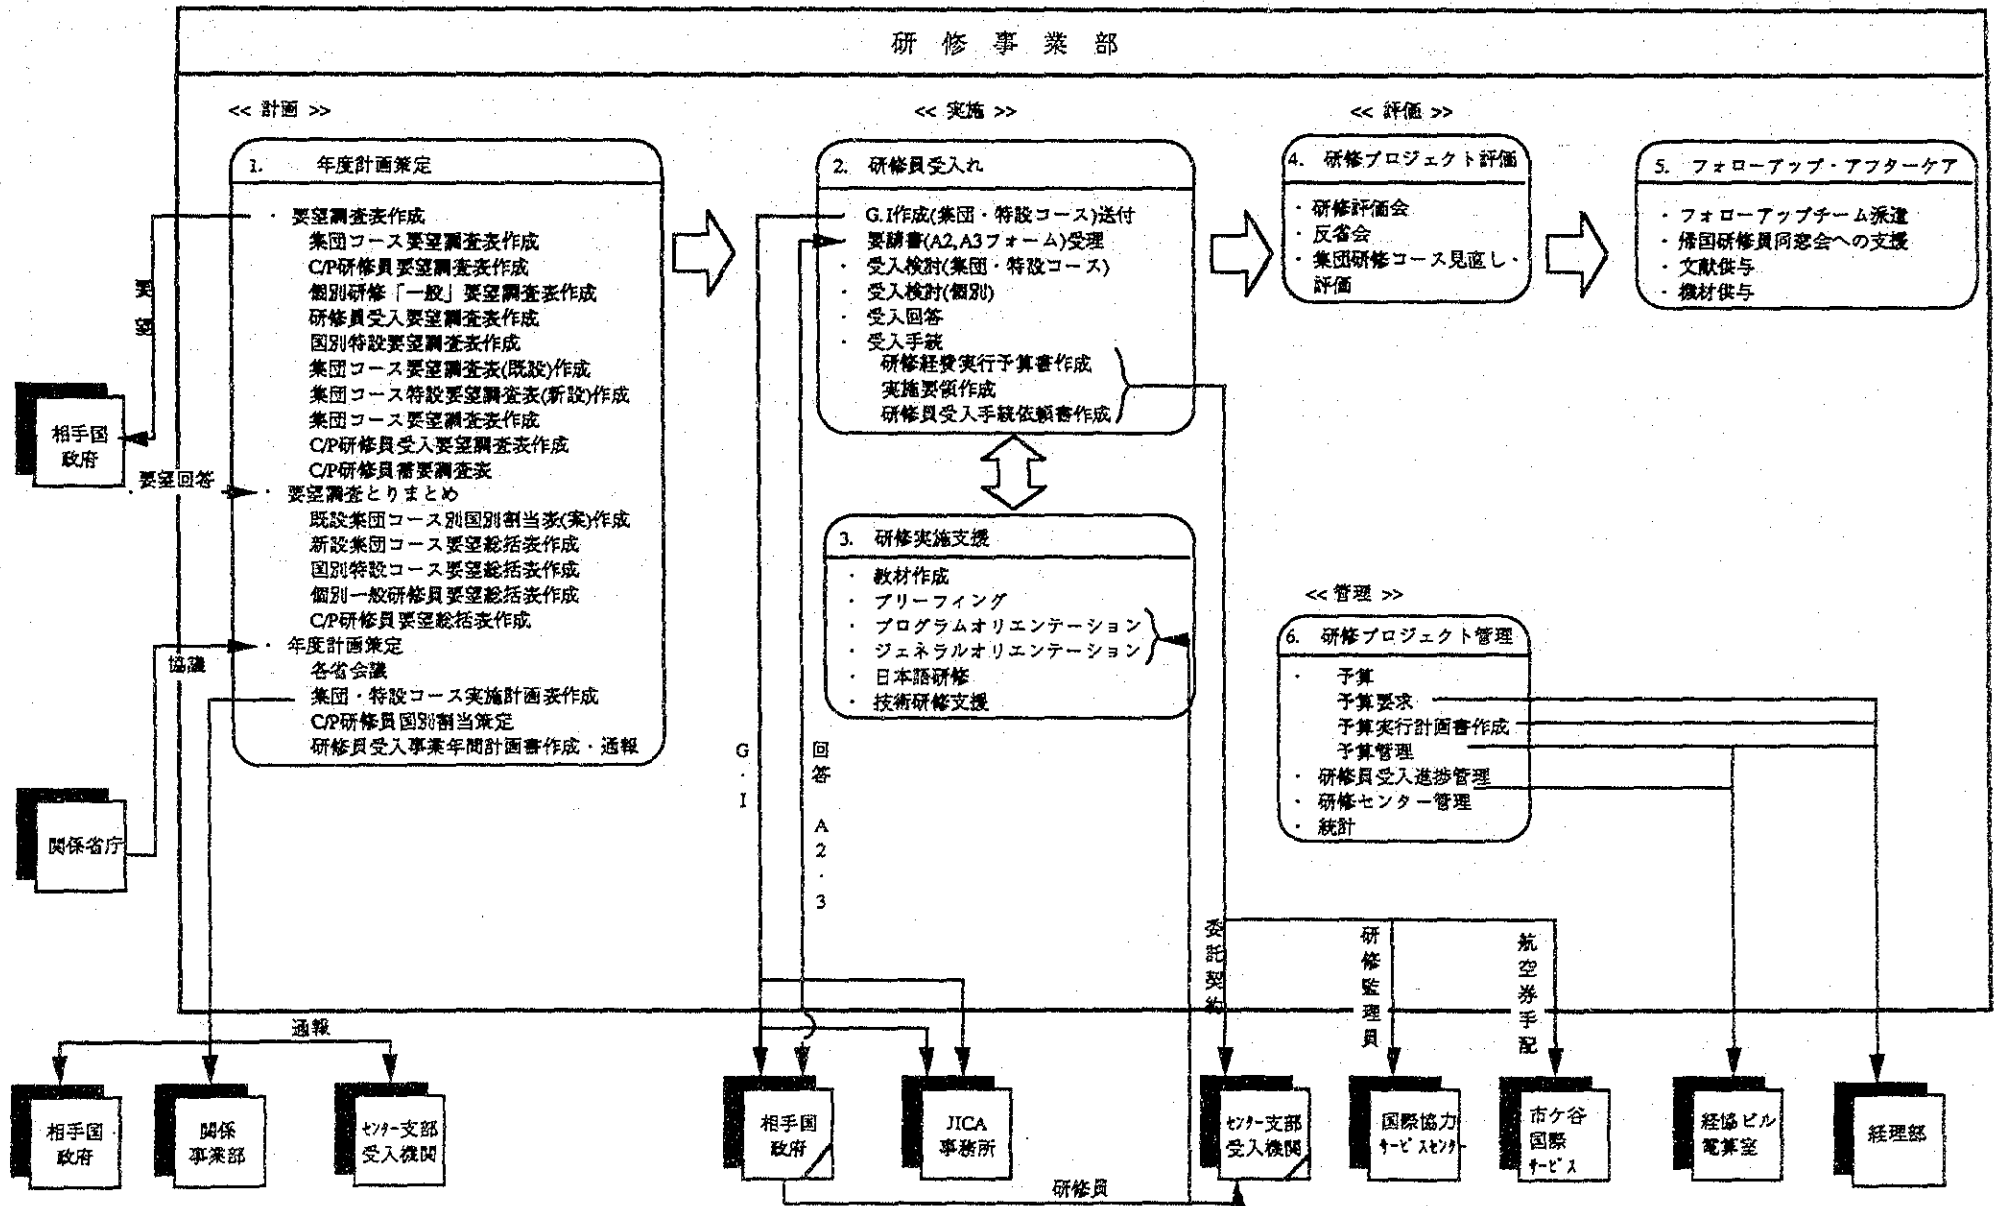 研修事業部
<< 計画 >>
1. 年度計画策定
・ 要望調査表作成
集団コース要望調査表作成
C/P研修員要望調査表作成
個別研修「一般」要望調査表作成
研修員受入要望調査表作成
国別特設要望調査表作成
集団コース要望調査表(既設)作成
集団コース特設要望調査表(新設)作成
集団コース要望調査表作成
C/P研修員受入要望調査表作成
C/P研修員需要調査表
・ 要望調査とりまとめ
既設集団コース別国別割当表(案)作成
新設集団コース要望総括表作成
国別特設コース要望総括表作成
個別一般研修員要望総括表作成
C/P研修員要望総括表作成
・ 年度計画策定
各省会議
集団・特設コース実施計画表作成
C/P研修員国別割当策定
研修員受入事業年間計画書作成・通報
要望
相手国
政府
要望回答
協議
関係省庁
<< 実施 >>
2. 研修員受入れ
G.I作成(集団・特設コース)送付
要請書(A2,A3フォーム)受理
・ 受入検討(集団・特設コース)
・ 受入検討(個別)
・ 受入回答
・ 受入手続
研修経費実行予算書作成
実施要領作成
研修員受入手続依頼書作成
3. 研修実施支援
・ 教材作成
・ ブリーフィング
・ プログラムオリエンテーション
・ ジェネラルオリエンテーション
・ 日本語研修
・ 技術研修支援
<< 評価 >>
4. 研修プロジェクト評価
・ 研修評価会
・ 反省会
・ 集団研修コース見直し・
評価
5. フォローアップ・アフターケア
・ フォローアップチーム派遣
・ 帰国研修員同窓会への支援
・ 文献供与
・ 機材供与
<< 管理 >>
6. 研修プロジェクト管理
・ 予算
予算要求
予算実行計画書作成
予算管理
・ 研修員受入進捗管理
・ 研修センター管理
・ 統計
G・I
回答 A2・3
委託契約
研修監理員
航空券手配
通報
相手国
政府
関係
事業部
センター支部
受入機関
相手国
政府
JICA
事務所
センター支部
受入機関
国際協力
サービスセンター
市ケ谷
国際
サービス
経協ビル
電算室
経理部
研修員